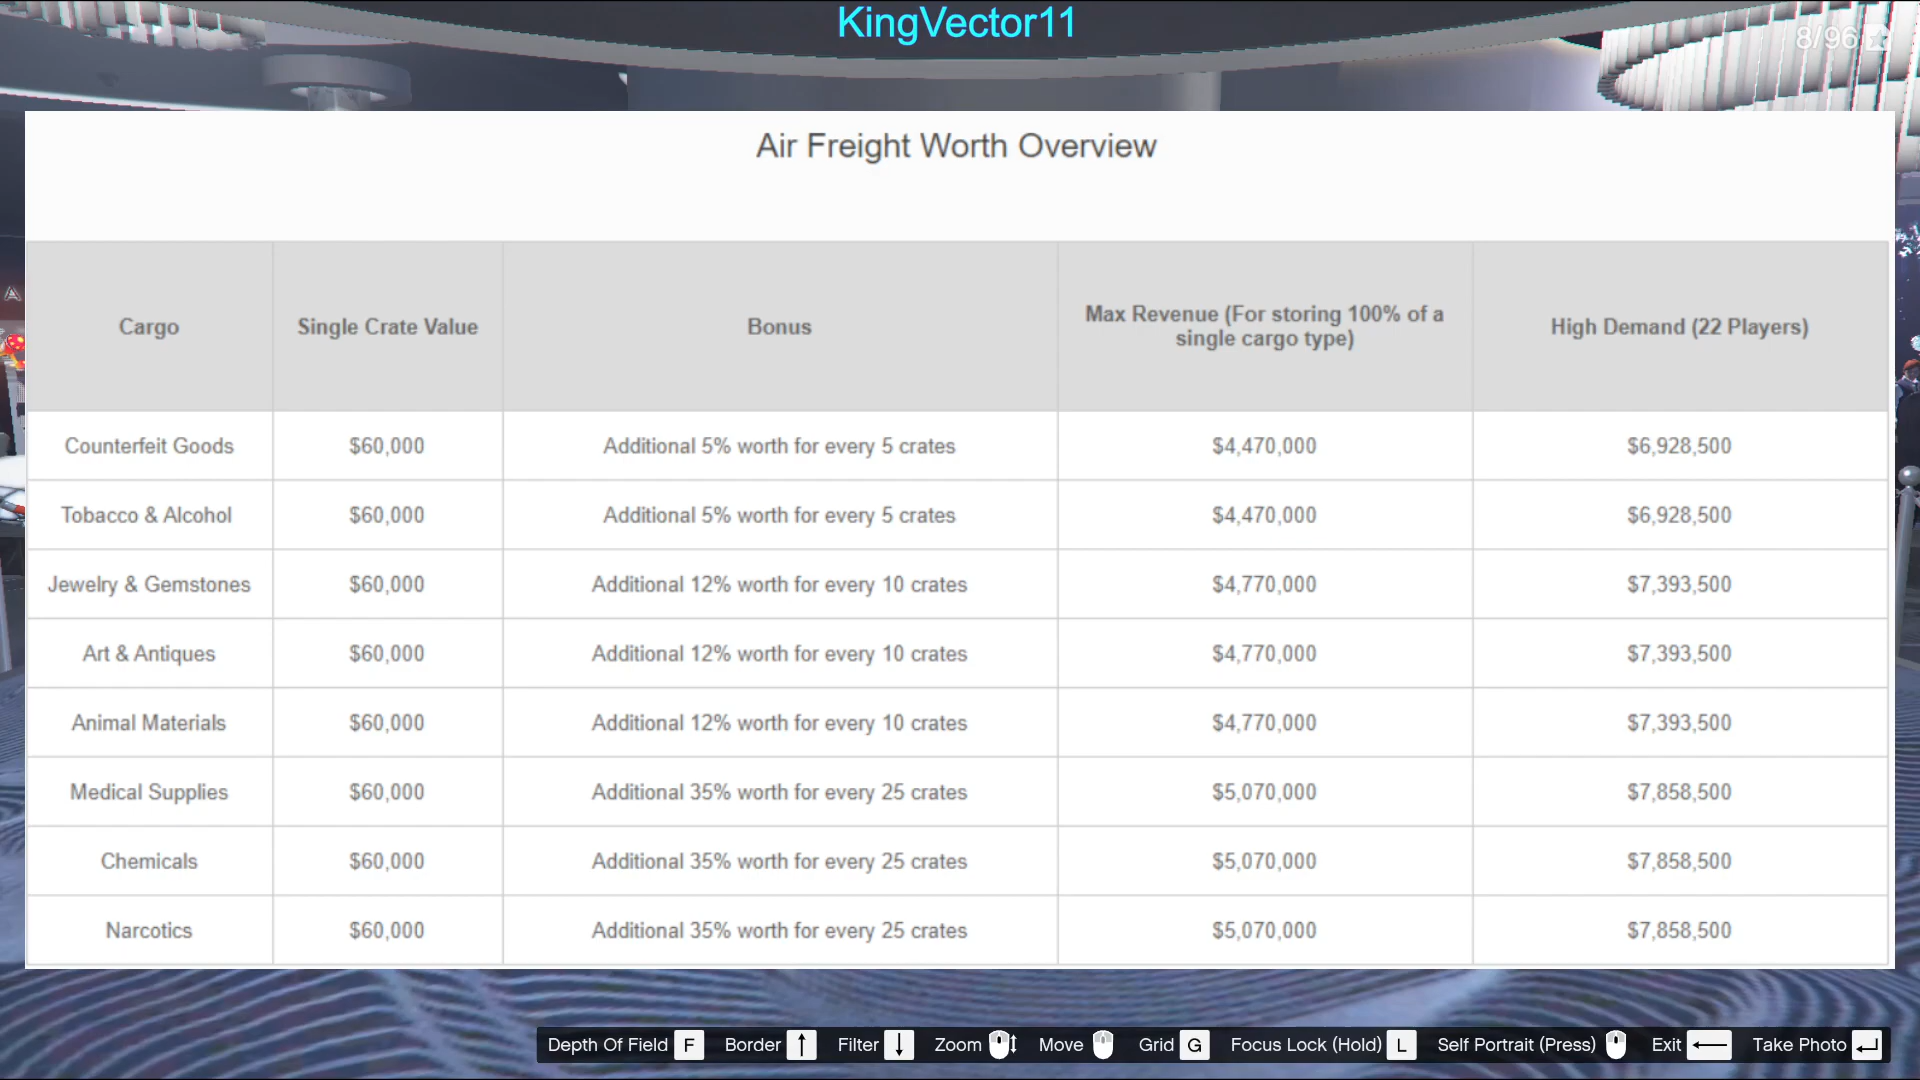 KingVector11
8/96
Air Freight Worth Overview
Cargo
Single Crate Value
Bonus
Max Revenue (For storing 100% of a
single cargo type)
High Demand (22 Players)
Counterfeit Goods $60,000 Additional 5% worth for every 5 crates $4,470,000 $6,928,500
Tobacco & Alcohol $60,000 Additional 5% worth for every 5 crates $4,470,000 $6,928,500
Jewelry & Gemstones $60,000 Additional 12% worth for every 10 crates $4,770,000 $7,393,500
Art & Antiques $60,000 Additional 12% worth for every 10 crates $4,770,000 $7,393,500
Animal Materials $60,000 Additional 12% worth for every 10 crates $4,770,000 $7,393,500
Medical Supplies $60,000 Additional 35% worth for every 25 crates $5,070,000 $7,858,500
Chemicals $60,000 Additional 35% worth for every 25 crates $5,070,000 $7,858,500
Narcotics $60,000 Additional 35% worth for every 25 crates $5,070,000 $7,858,500
Depth Of Field F Border ↑ Filter ↓ Zoom Move Grid G Focus Lock (Hold) L Self Portrait (Press) Exit ← Take Photo ↵